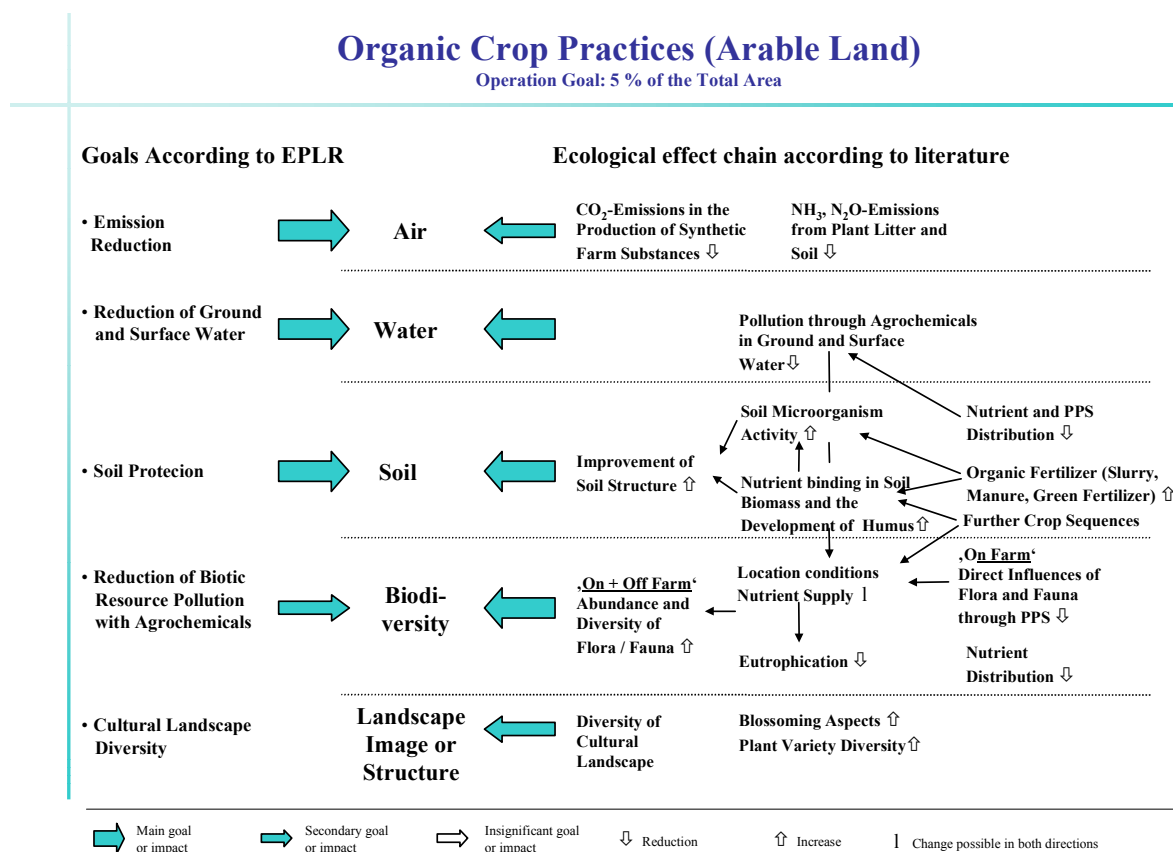 Organic Crop Practices (Arable Land)
Operation Goal: 5 % of the Total Area
Goals According to EPLR
Ecological effect chain according to literature
• Emission
Reduction
Air
CO₂-Emissions in the
Production of Synthetic
Farm Substances ⇩
NH₃, N₂O-Emissions
from Plant Litter and
Soil ⇩
• Reduction of Ground
and Surface Water
Water
Pollution through Agrochemicals
in Ground and Surface
Water⇩
• Soil Protecion
Soil
Improvement of
Soil Structure ⇧
Soil Microorganism
Activity ⇧
Nutrient binding in Soil
Biomass and the
Development of Humus⇧
Nutrient and PPS
Distribution ⇩
Organic Fertilizer (Slurry,
Manure, Green Fertilizer) ⇧
Further Crop Sequences
• Reduction of Biotic
Resource Pollution
with Agrochemicals
Biodi-
versity
‚On + Off Farm‘
Abundance and
Diversity of
Flora / Fauna ⇧
Location conditions
Nutrient Supply l
Eutrophication ⇩
‚On Farm‘
Direct Influences of
Flora and Fauna
through PPS ⇩
Nutrient
Distribution ⇩
• Cultural Landscape
Diversity
Landscape
Image or
Structure
Diversity of
Cultural
Landscape
Blossoming Aspects ⇧
Plant Variety Diversity⇧
Main goal
or impact
Secondary goal
or impact
Insignificant goal
or impact
⇩ Reduction
⇧ Increase
l Change possible in both directions